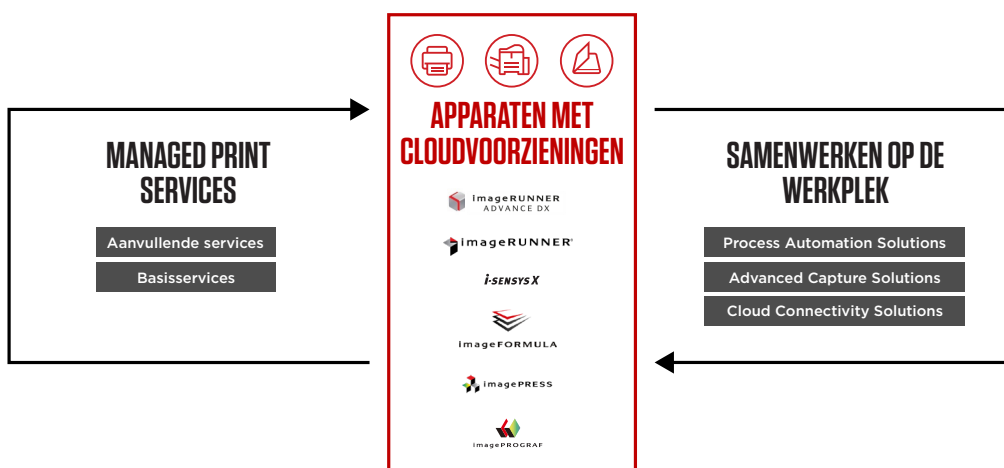 MANAGED PRINT
SERVICES
Aanvullende services
Basisservices
APPARATEN MET
CLOUDVOORZIENINGEN
imageRUNNER
ADVANCE DX
imageRUNNER®
i-SENSYS X
imageFORMULA
imagePRESS
imagePROGRAF
SAMENWERKEN OP DE
WERKPLEK
Process Automation Solutions
Advanced Capture Solutions
Cloud Connectivity Solutions